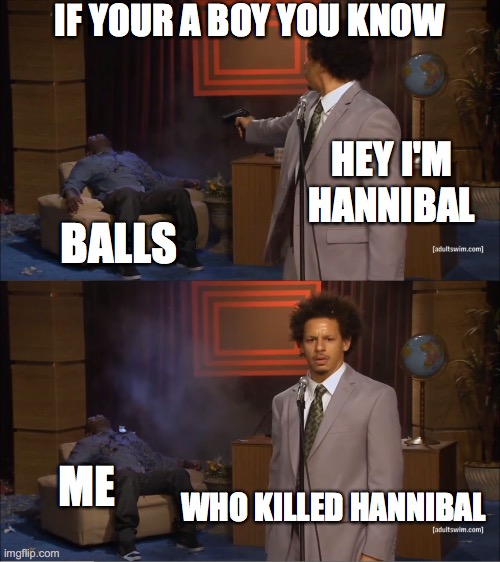 IF YOUR A BOY YOU KNOW
HEY I'M
HANNIBAL
BALLS
[adultswim.com]
ME
WHO KILLED HANNIBAL
[adultswim.com]
imgflip.com